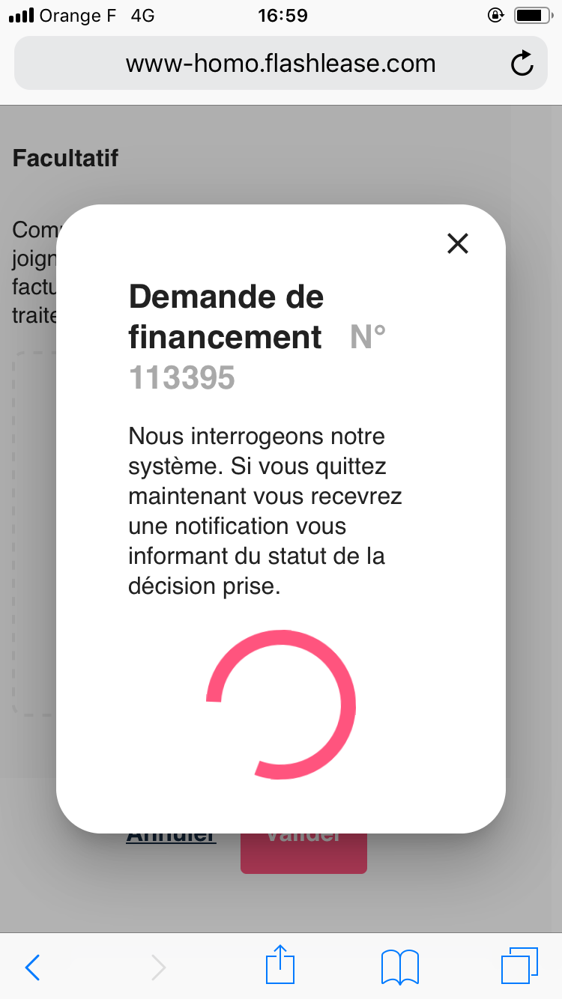 Orange F 4G 16:59
www-homo.flashlease.com
Facultatif
joign
factu
traite
Demande de
financement N°
113395
Nous interrogeons notre
système. Si vous quittez
maintenant vous recevrez
une notification vous
informant du statut de la
décision prise.
Annuler Valider